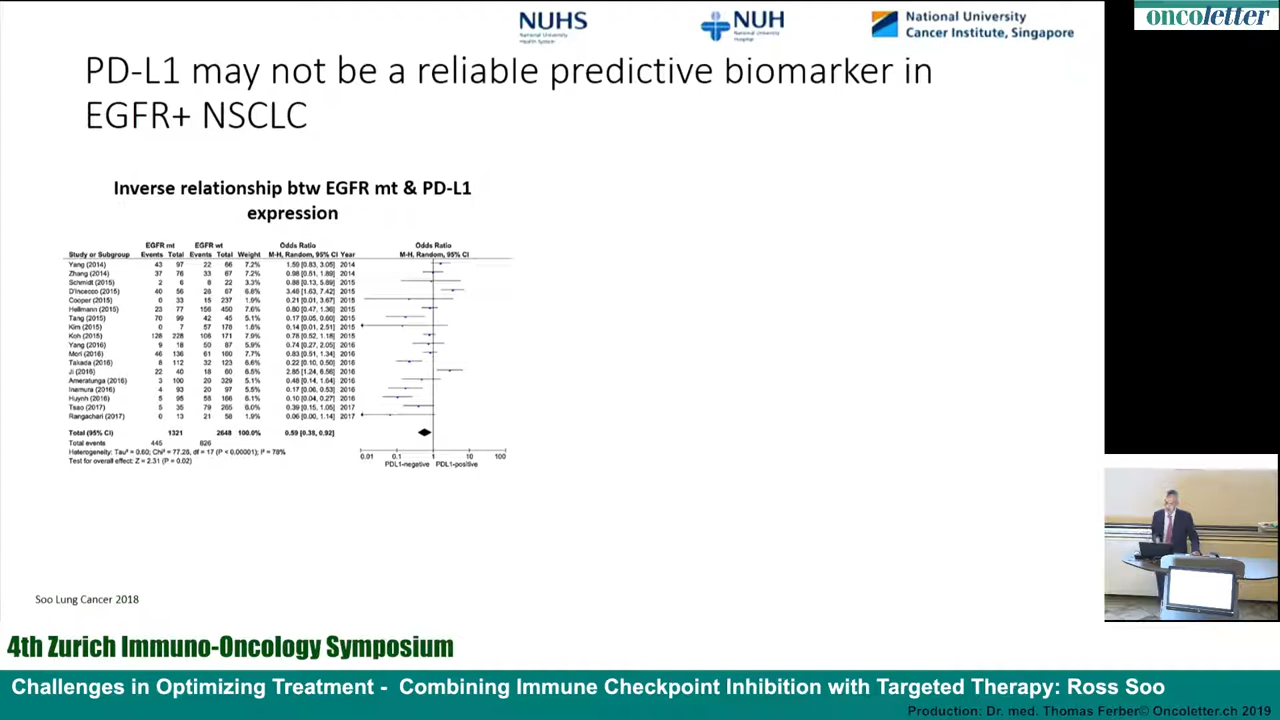 NUHS
National University
Health System
NUH
National University
Hospital
National University
Cancer Institute, Singapore
oncoletter
PD-L1 may not be a reliable predictive biomarker in
EGFR+ NSCLC
Inverse relationship btw EGFR mt & PD-L1
expression
EGFR mt EGFR wt Odds Ratio Odds Ratio
Study or Subgroup Events Total Events Total Weight M-H, Random, 95% CI Year M-H, Random, 95% CI
Yang (2014) 43 97 22 66 7.2% 1.59 [0.83, 3.05] 2014
Zhang (2014) 37 76 33 67 7.2% 0.98 [0.51, 1.89] 2014
Schmidt (2015) 2 6 8 22 3.3% 0.88 [0.13, 5.89] 2015
D'Incecco (2015) 40 56 28 67 6.8% 3.48 [1.63, 7.42] 2015
Cooper (2015) 0 33 15 237 1.9% 0.21 [0.01, 3.67] 2015
Hellmann (2015) 23 77 156 450 7.6% 0.80 [0.47, 1.36] 2015
Tang (2015) 70 99 42 45 5.1% 0.17 [0.05, 0.60] 2015
Kim (2015) 0 7 57 178 1.8% 0.14 [0.01, 2.51] 2015
Koh (2015) 128 228 106 171 7.9% 0.78 [0.52, 1.18] 2015
Yang (2016) 9 18 50 87 5.9% 0.74 [0.27, 2.05] 2016
Mori (2016) 46 136 61 160 7.7% 0.83 [0.51, 1.34] 2016
Takada (2016) 8 112 32 123 6.6% 0.22 [0.10, 0.50] 2016
Ji (2016) 22 40 18 60 6.6% 2.85 [1.24, 6.56] 2016
Ameratunga (2016) 3 100 20 329 5.1% 0.48 [0.14, 1.64] 2016
Inamura (2016) 4 93 20 97 5.5% 0.17 [0.06, 0.53] 2016
Huynh (2016) 5 95 58 166 6.0% 0.10 [0.04, 0.27] 2016
Tsao (2017) 5 35 79 265 6.0% 0.39 [0.15, 1.05] 2017
Rangachari (2017) 0 13 21 58 1.9% 0.06 [0.00, 1.14] 2017
Total (95% CI) 1321 2648 100.0% 0.59 [0.38, 0.92]
Total events 445 826
Heterogeneity: Tau² = 0.60; Chi² = 77.28, df = 17 (P < 0.00001); I² = 78%
Test for overall effect: Z = 2.31 (P = 0.02)
0.01 0.1 1 10 100
PDL1-negative PDL1-positive
Soo Lung Cancer 2018
4th Zurich Immuno-Oncology Symposium
Challenges in Optimizing Treatment - Combining Immune Checkpoint Inhibition with Targeted Therapy: Ross Soo
Production: Dr. med. Thomas Ferber© Oncoletter.ch 2019